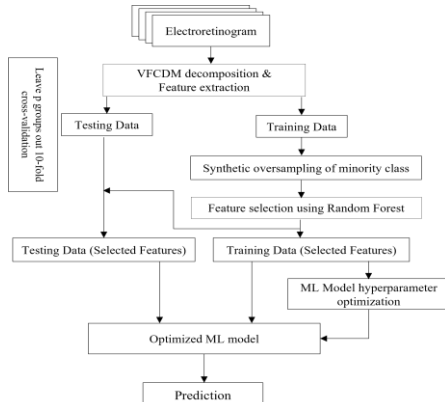 Electroretinogram
VFCDM decomposition &
Feature extraction
Leave p groups out 10-fold
cross-validation
Testing Data
Training Data
Synthetic oversampling of minority class
Feature selection using Random Forest
Testing Data (Selected Features)
Training Data (Selected Features)
ML Model hyperparameter
optimization
Optimized ML model
Prediction